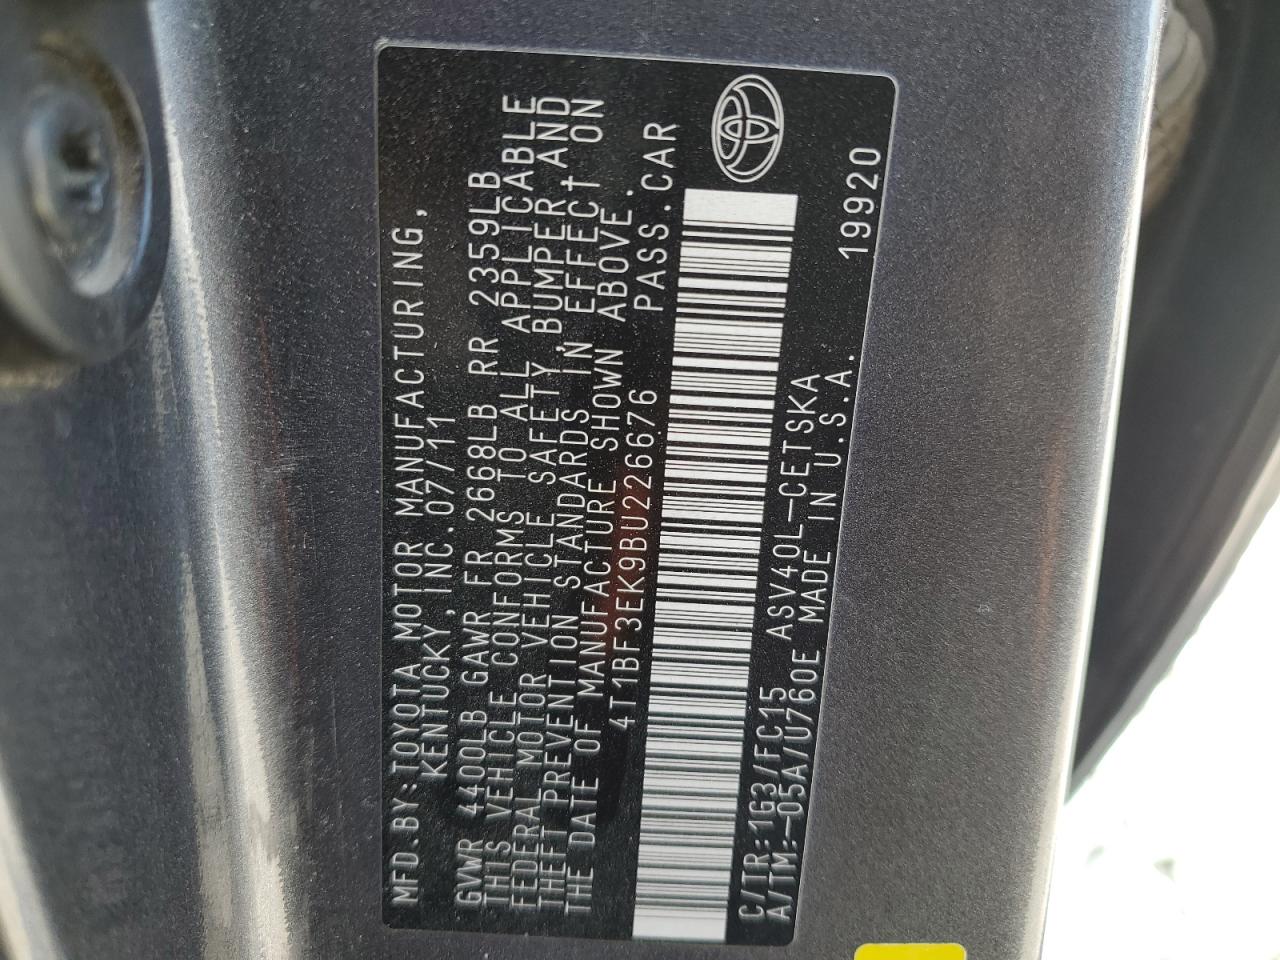 MFD.BY:TOYOTA MOTOR MANUFACTURING,
KENTUCKY, INC. 07/11
GVWR 4400LB GAWR FR 2668LB RR 2359LB
THIS VEHICLE CONFORMS TO ALL APPLICABLE
FEDERAL MOTOR VEHICLE SAFETY, BUMPER, AND
THEFT PREVENTION STANDARDS IN EFFECT ON
THE DATE OF MANUFACTURE SHOWN ABOVE.
4T1BF3EK9BU226676 PASS.CAR
C/TR:1G3/FC15 ASV40L-CETSKA
A/TM:-05A/U760E MADE IN U.S.A.
19920